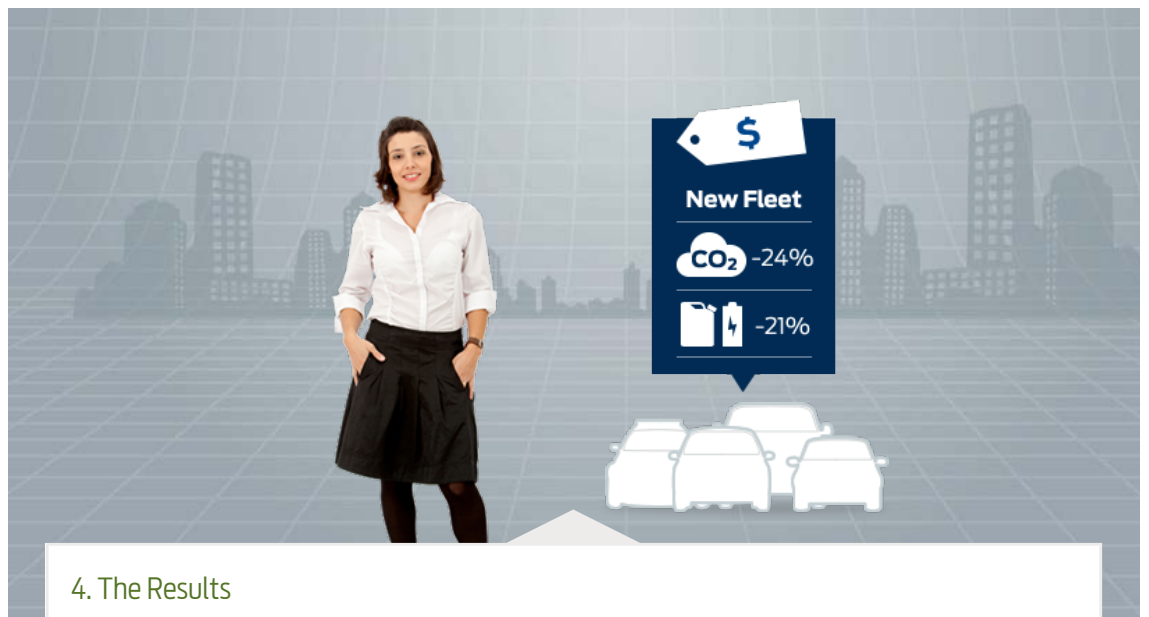 $
New Fleet
CO₂ -24%
-21%
4. The Results